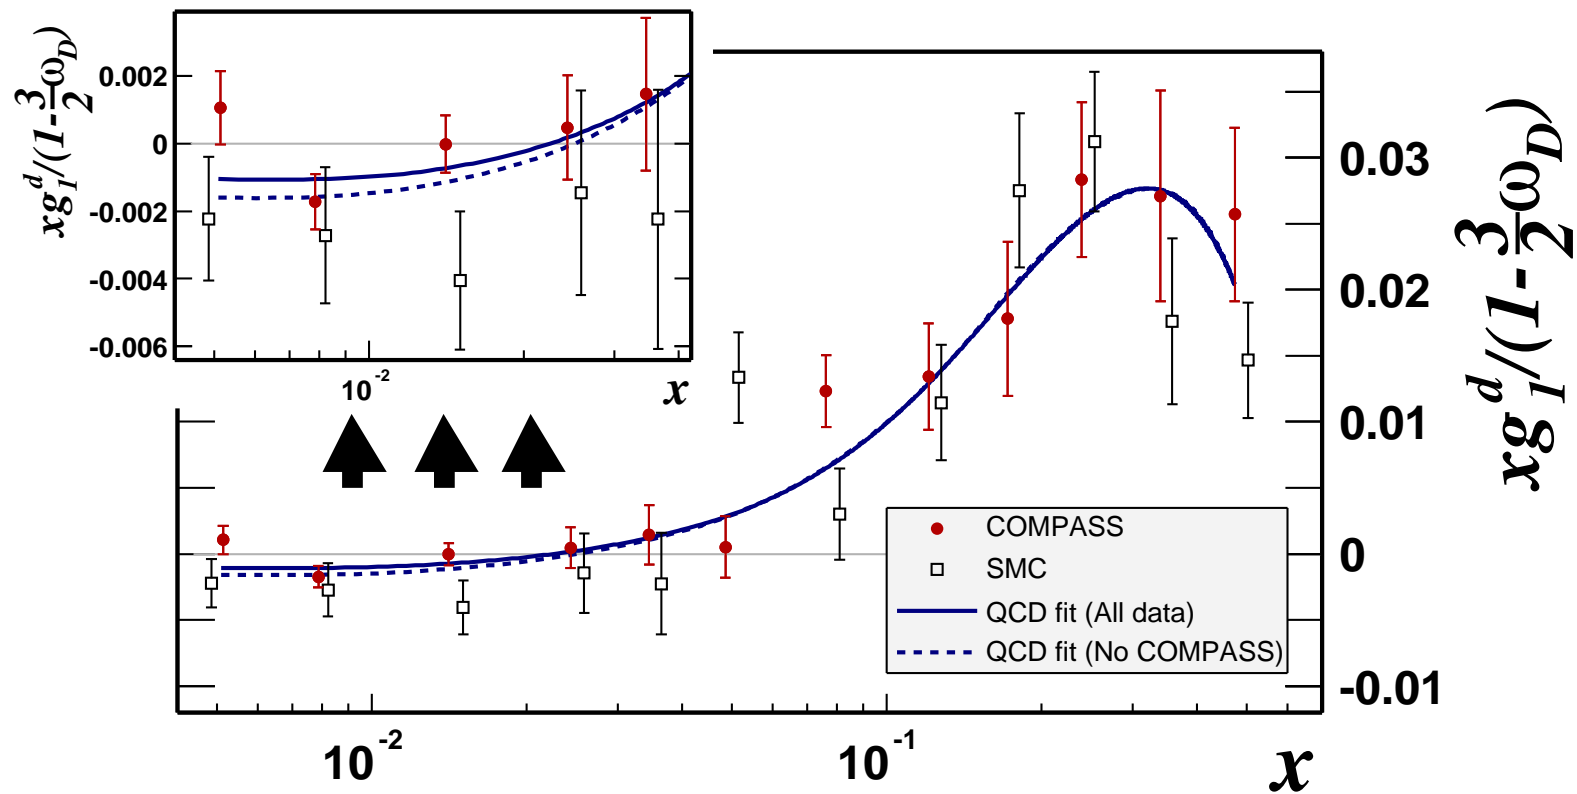 0.002
0
-0.002
-0.004
-0.006
xg₁ᵈ/(1-3/2ω_D)
10⁻²
x
0.03
0.02
0.01
0
-0.01
xg₁ᵈ/(1-3/2ω_D)
COMPASS
SMC
QCD fit (All data)
QCD fit (No COMPASS)
10⁻²
10⁻¹
x